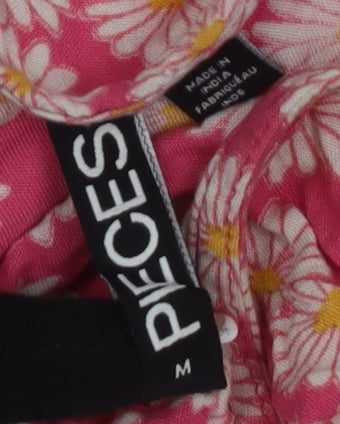 PIECES
M
MADE IN
INDIA
FABRIQUÉ AU
INDE